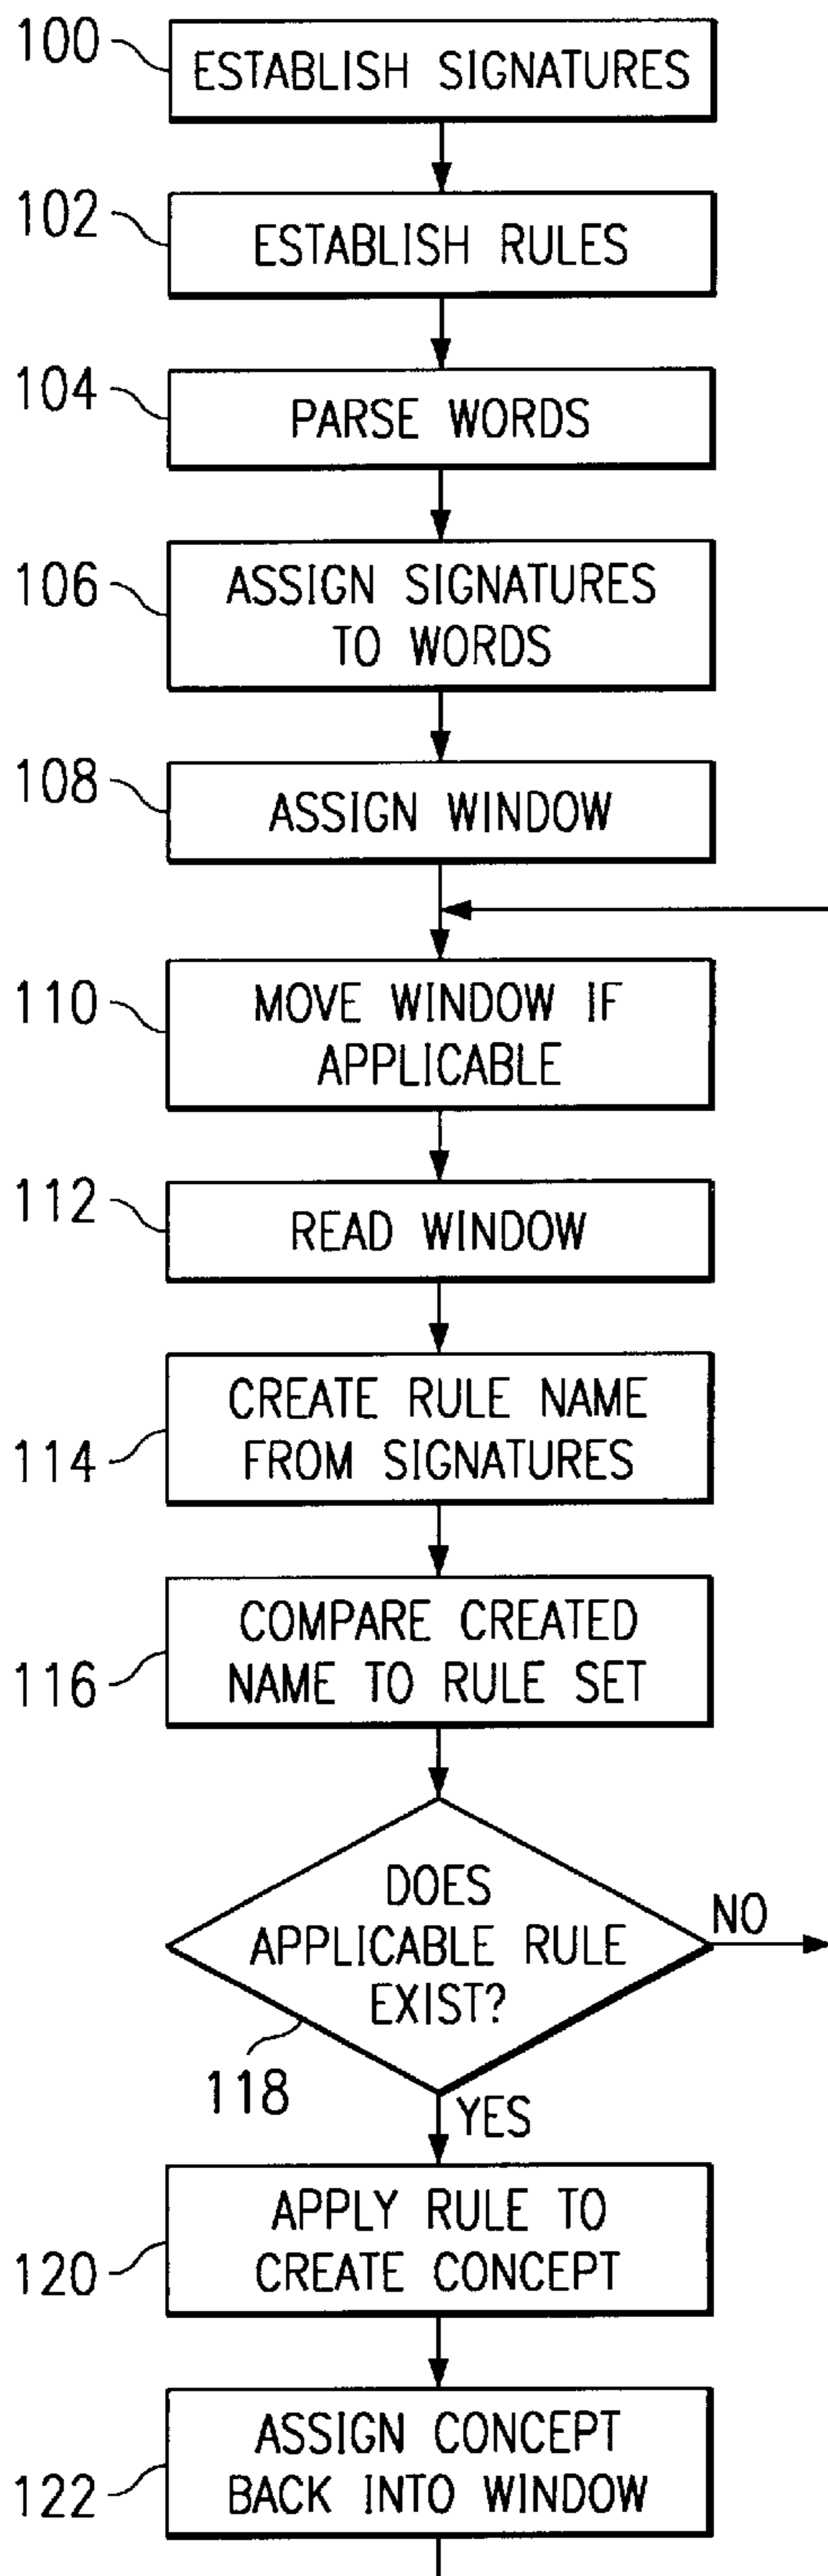 100
ESTABLISH SIGNATURES
102
ESTABLISH RULES
104
PARSE WORDS
106
ASSIGN SIGNATURES
TO WORDS
108
ASSIGN WINDOW
110
MOVE WINDOW IF
APPLICABLE
112
READ WINDOW
CREATE RULE NAME
FROM SIGNATURES
114
COMPARE CREATED
NAME TO RULE SET
116
DOES
APPLICABLE RULE
EXIST?
NO
118
YES
APPLY RULE TO
CREATE CONCEPT
120
ASSIGN CONCEPT
BACK INTO WINDOW
122